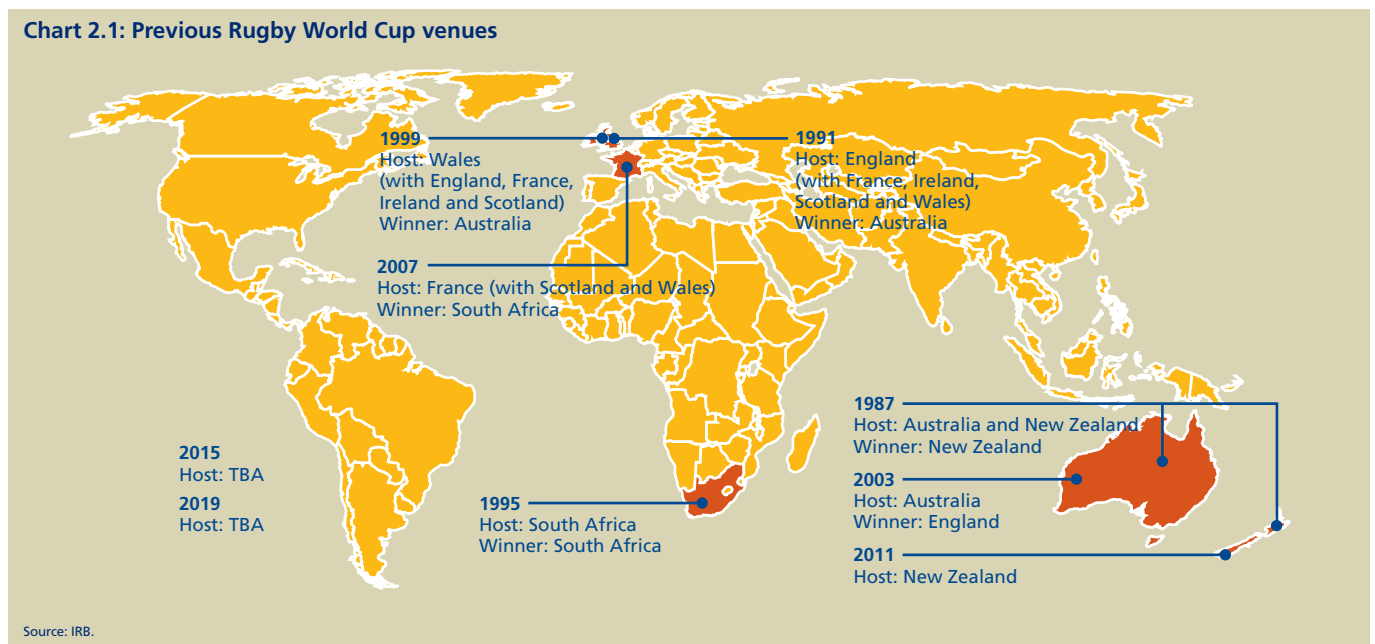 Chart 2.1: Previous Rugby World Cup venues
1999
Host: Wales
(with England, France,
Ireland and Scotland)
Winner: Australia
1991
Host: England
(with France, Ireland,
Scotland and Wales)
Winner: Australia
2007
Host: France (with Scotland and Wales)
Winner: South Africa
1987
Host: Australia and New Zealand
Winner: New Zealand
2015
Host: TBA
2019
Host: TBA
1995
Host: South Africa
Winner: South Africa
2003
Host: Australia
Winner: England
2011
Host: New Zealand
Source: IRB.